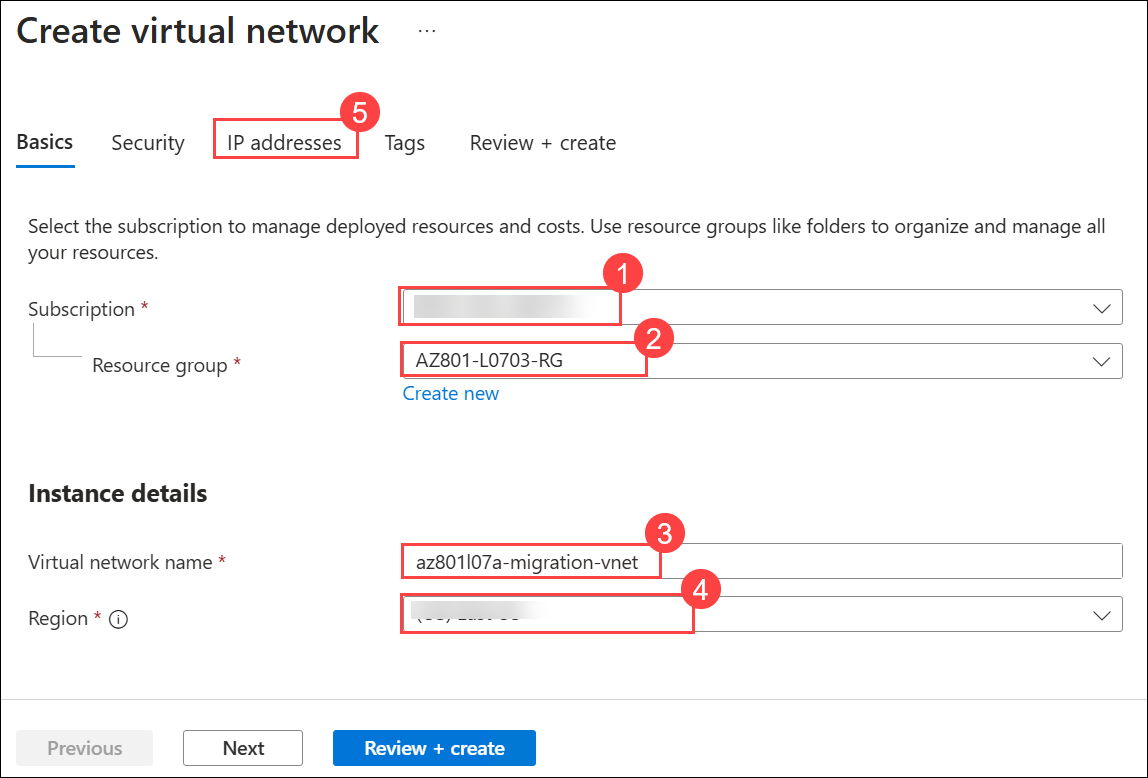 Create virtual network ...
5
Basics Security IP addresses Tags Review + create
Select the subscription to manage deployed resources and costs. Use resource groups like folders to organize and manage all
your resources.
1
Subscription *
2
Resource group * AZ801-L0703-RG
Create new
Instance details
3
Virtual network name * az801l07a-migration-vnet
4
Region *
Previous Next Review + create